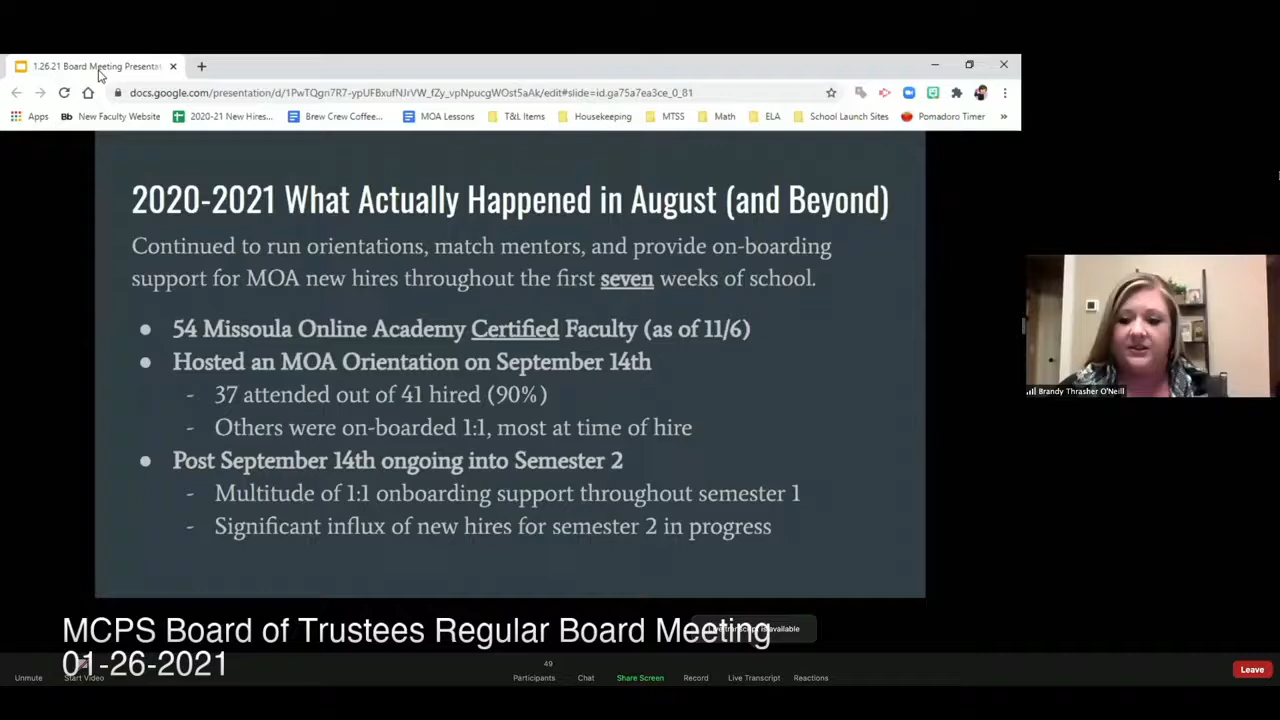 1.26.21 Board Meeting Presentat
docs.google.com/presentation/d/1PwTQgn7R7-ypUFBxufNJrVW_fZy_vpNpucgWOst5aAk/edit#slide=id.ga75a7ea3ce_0_81
Apps Bb New Faculty Website 2020-21 New Hires... Brew Crew Coffee... MOA Lessons T&L Items Housekeeping MTSS Math ELA School Launch Sites Pomadoro Timer »
2020-2021 What Actually Happened in August (and Beyond)
Continued to run orientations, match mentors, and provide on-boarding
support for MOA new hires throughout the first seven weeks of school.
● 54 Missoula Online Academy Certified Faculty (as of 11/6)
● Hosted an MOA Orientation on September 14th
- 37 attended out of 41 hired (90%)
- Others were on-boarded 1:1, most at time of hire
● Post September 14th ongoing into Semester 2
- Multitude of 1:1 onboarding support throughout semester 1
- Significant influx of new hires for semester 2 in progress
Brandy Thrasher O'Neill
MCPS Board of Trustees Regular Board Meeting
available
01-26-2021
49
Unmute Start Video Participants Chat Share Screen Record Live Transcript Reactions Leave